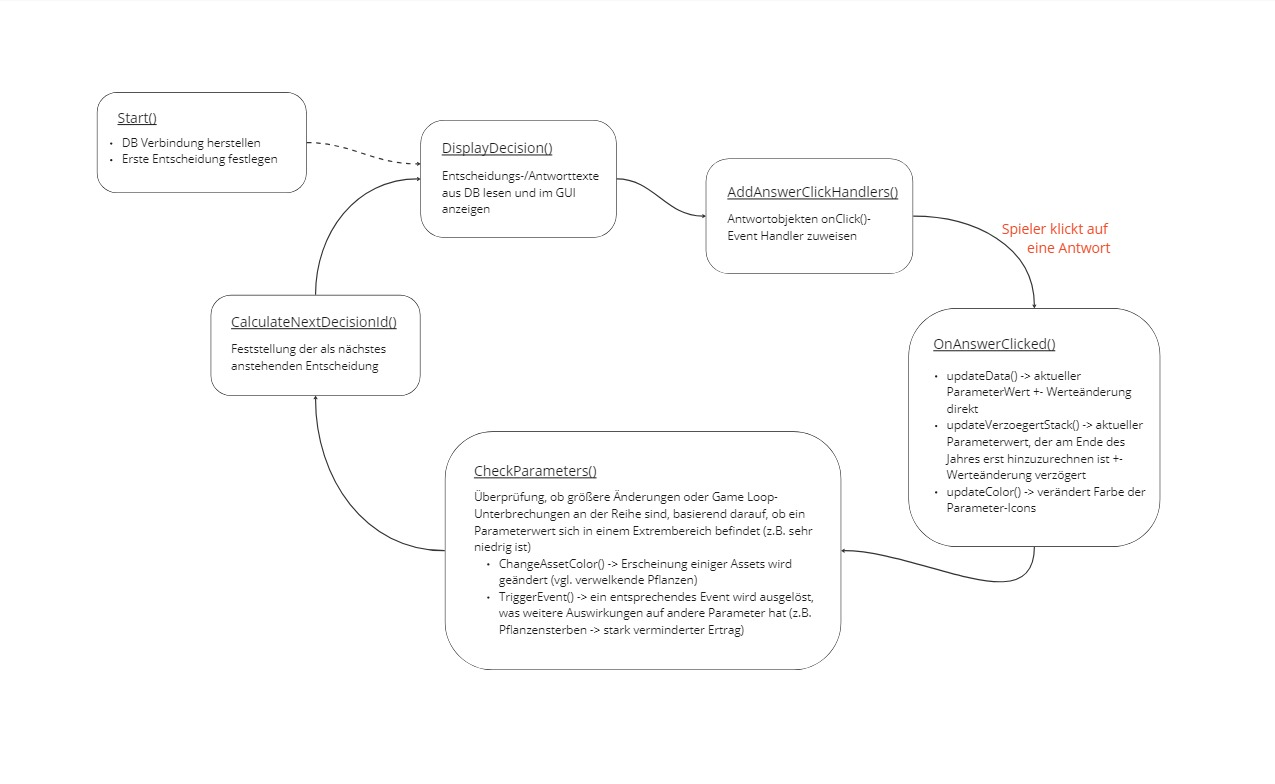 Start()
• DB Verbindung herstellen
• Erste Entscheidung festlegen
DisplayDecision()
Entscheidungs-/Antworttexte
aus DB lesen und im GUI
anzeigen
AddAnswerClickHandlers()
Antwortobjekten onClick()-
Event Handler zuweisen
Spieler klickt auf
eine Antwort
OnAnswerClicked()
• updateData() -> aktueller
ParameterWert +- Werteänderung
direkt
• updateVerzoegertStack() -> aktueller
Parameterwert, der am Ende des
Jahres erst hinzuzurechnen ist +-
Werteänderung verzögert
• updateColor() -> verändert Farbe der
Parameter-Icons
CheckParameters()
Überprüfung, ob größere Änderungen oder Game Loop-
Unterbrechungen an der Reihe sind, basierend darauf, ob ein
Parameterwert sich in einem Extrembereich befindet (z.B. sehr
niedrig ist)
• ChangeAssetColor() -> Erscheinung einiger Assets wird
geändert (vgl. verwelkende Pflanzen)
• TriggerEvent() -> ein entsprechendes Event wird ausgelöst,
was weitere Auswirkungen auf andere Parameter hat (z.B.
Pflanzensterben -> stark verminderter Ertrag)
CalculateNextDecisionId()
Feststellung der als nächstes
anstehenden Entscheidung